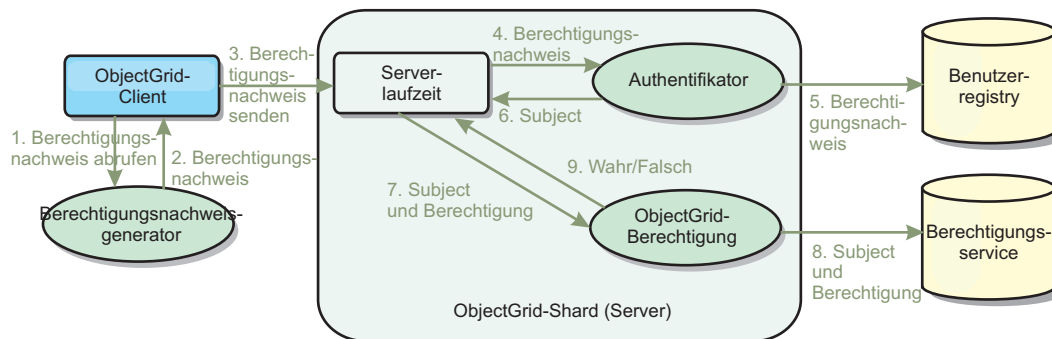 ObjectGrid-
Client
3. Berech-
tigungs-
nachweis
senden
1. Berechtigungs-
nachweis abrufen
2. Berechtigungs-
nachweis
Berechtigungsnachweis-
generator
Server-
laufzeit
4. Berechtigungs-
nachweis
Authentifikator
6. Subject
5. Berechti-
gungsnach-
weis
Benutzer-
registry
7. Subject
und Berechtigung
9. Wahr/Falsch
ObjectGrid-
Berechtigung
8. Subject
und
Berechtigung
Berechtigungs-
service
ObjectGrid-Shard (Server)